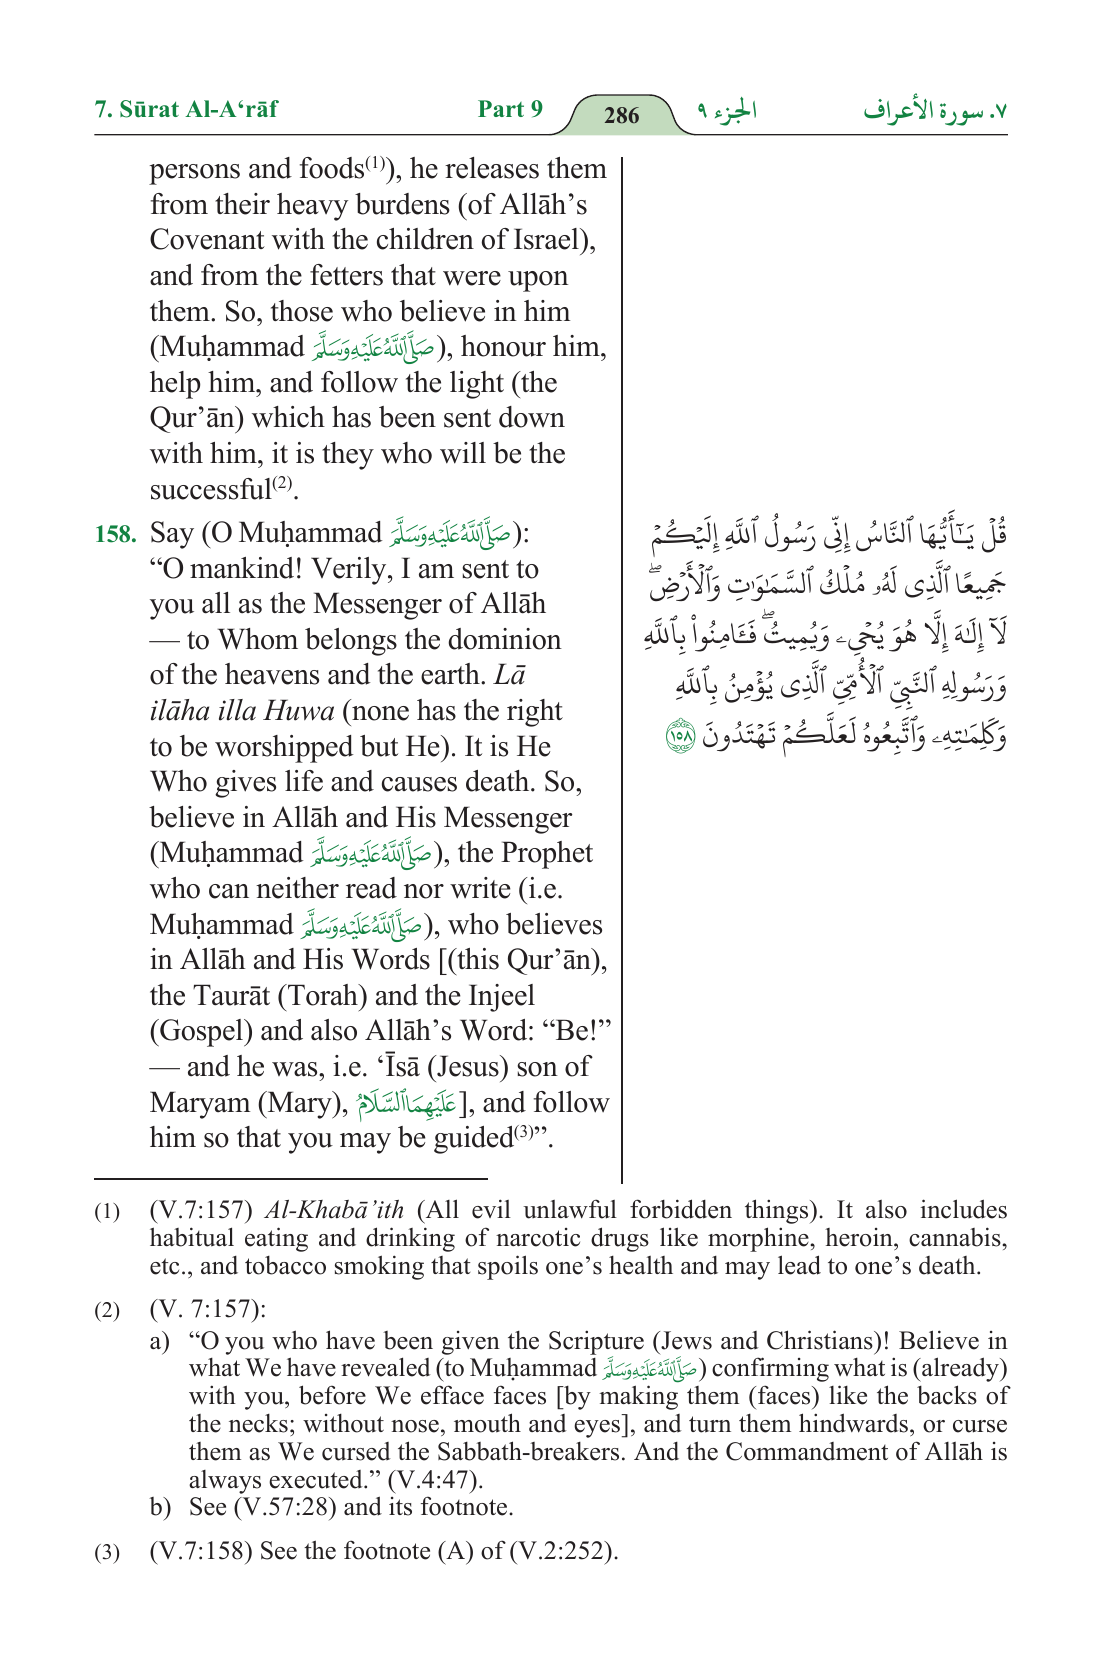 7. Sūrat Al-A‘rāf Part 9 286 الجزء ٩ ٧. سورة الأعراف
persons and foods(1)), he releases them
from their heavy burdens (of Allāh’s
Covenant with the children of Israel),
and from the fetters that were upon
them. So, those who believe in him
(Muḥammad صَلَّى ٱللَّهُ عَلَيْهِ وَسَلَّمَ), honour him,
help him, and follow the light (the
Qur’ān) which has been sent down
with him, it is they who will be the
successful(2).
158. Say (O Muḥammad صَلَّى ٱللَّهُ عَلَيْهِ وَسَلَّمَ):
“O mankind! Verily, I am sent to
you all as the Messenger of Allāh
— to Whom belongs the dominion
of the heavens and the earth. Lā
ilāha illa Huwa (none has the right
to be worshipped but He). It is He
Who gives life and causes death. So,
believe in Allāh and His Messenger
(Muḥammad صَلَّى ٱللَّهُ عَلَيْهِ وَسَلَّمَ), the Prophet
who can neither read nor write (i.e.
Muḥammad صَلَّى ٱللَّهُ عَلَيْهِ وَسَلَّمَ), who believes
in Allāh and His Words [(this Qur’ān),
the Taurāt (Torah) and the Injeel
(Gospel) and also Allāh’s Word: “Be!”
— and he was, i.e. ‘Īsā (Jesus) son of
Maryam (Mary), عَلَيْهِمَا ٱلسَّلَامُ], and follow
him so that you may be guided(3)”.
قُلْ يَـٰٓأَيُّهَا ٱلنَّاسُ إِنِّى رَسُولُ ٱللَّهِ إِلَيْكُمْ
جَمِيعًا ٱلَّذِى لَهُۥ مُلْكُ ٱلسَّمَـٰوَٰتِ وَٱلْأَرْضِ ۖ
لَآ إِلَـٰهَ إِلَّا هُوَ يُحْىِۦ وَيُمِيتُ ۖ فَـَٔامِنُوا۟ بِٱللَّهِ
وَرَسُولِهِ ٱلنَّبِىِّ ٱلْأُمِّىِّ ٱلَّذِى يُؤْمِنُ بِٱللَّهِ
وَكَلِمَـٰتِهِۦ وَٱتَّبِعُوهُ لَعَلَّكُمْ تَهْتَدُونَ ١٥٨
(1) (V.7:157) Al-Khabā’ith (All evil unlawful forbidden things). It also includes
habitual eating and drinking of narcotic drugs like morphine, heroin, cannabis,
etc., and tobacco smoking that spoils one’s health and may lead to one’s death.
(2) (V. 7:157):
a) “O you who have been given the Scripture (Jews and Christians)! Believe in
what We have revealed (to Muḥammad صَلَّى ٱللَّهُ عَلَيْهِ وَسَلَّمَ) confirming what is (already)
with you, before We efface faces [by making them (faces) like the backs of
the necks; without nose, mouth and eyes], and turn them hindwards, or curse
them as We cursed the Sabbath-breakers. And the Commandment of Allāh is
always executed.” (V.4:47).
b) See (V.57:28) and its footnote.
(3) (V.7:158) See the footnote (A) of (V.2:252).